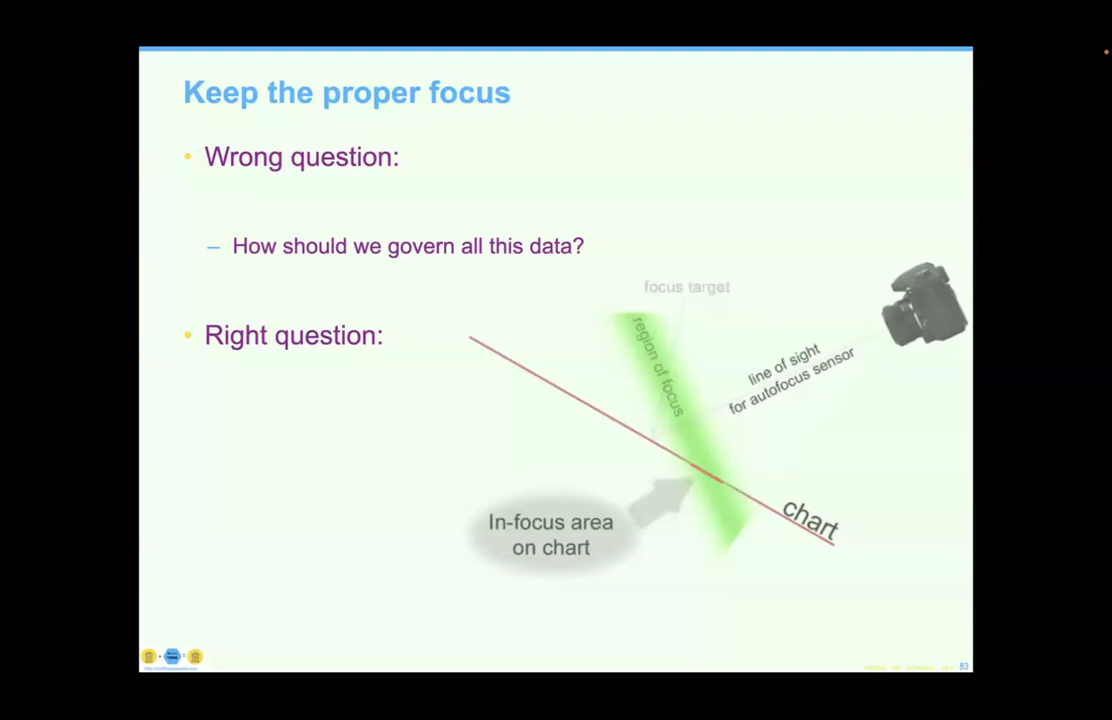 Keep the proper focus
• Wrong question:
– How should we govern all this data?
• Right question:
focus target
region of focus
line of sight
for autofocus sensor
In-focus area
on chart
chart
83